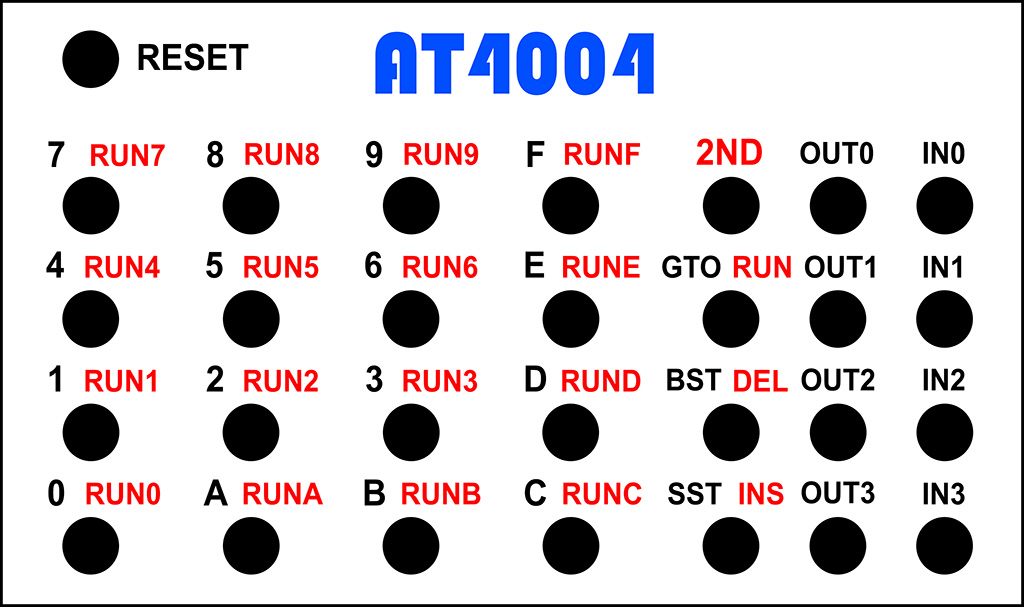 RESET AT4004
7 RUN7 8 RUN8 9 RUN9 F RUNF 2ND OUT0 IN0
4 RUN4 5 RUN5 6 RUN6 E RUNE GTO RUN OUT1 IN1
1 RUN1 2 RUN2 3 RUN3 D RUND BST DEL OUT2 IN2
0 RUN0 A RUNA B RUNB C RUNC SST INS OUT3 IN3